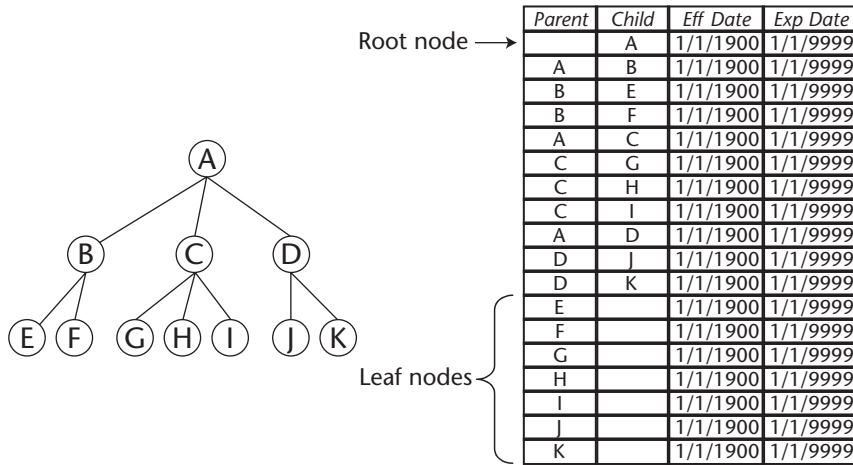 Parent Child Eff Date Exp Date
Root node
A 1/1/1900 1/1/9999
A B 1/1/1900 1/1/9999
B E 1/1/1900 1/1/9999
B F 1/1/1900 1/1/9999
A C 1/1/1900 1/1/9999
C G 1/1/1900 1/1/9999
C H 1/1/1900 1/1/9999
C I 1/1/1900 1/1/9999
A D 1/1/1900 1/1/9999
D J 1/1/1900 1/1/9999
D K 1/1/1900 1/1/9999
E 1/1/1900 1/1/9999
F 1/1/1900 1/1/9999
G 1/1/1900 1/1/9999
H 1/1/1900 1/1/9999
I 1/1/1900 1/1/9999
J 1/1/1900 1/1/9999
K 1/1/1900 1/1/9999
Leaf nodes
A
B C D
E F G H I J K